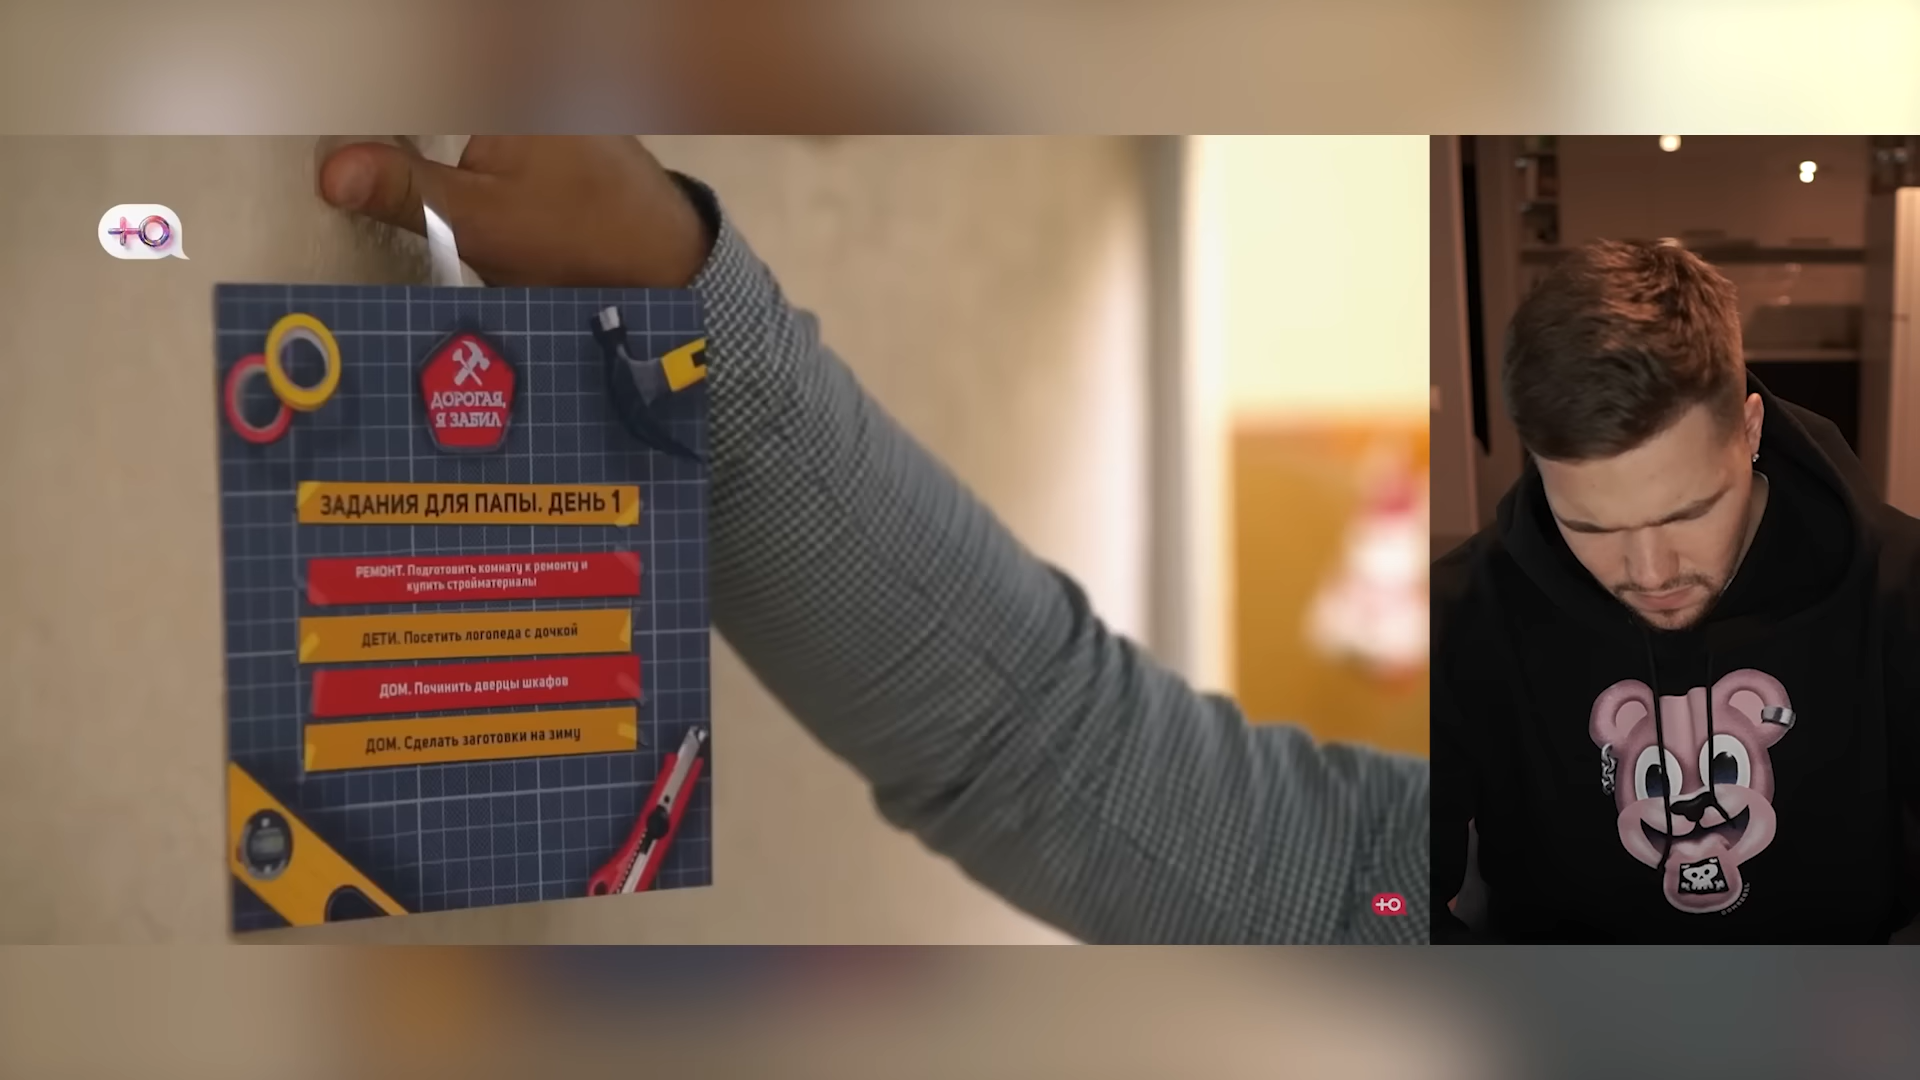 Ю
ДОРОГАЯ,
Я ЗАБИЛ
ЗАДАНИЯ ДЛЯ ПАПЫ. ДЕНЬ 1
РЕМОНТ. Подготовить комнату к ремонту и
купить стройматериалы
ДЕТИ. Посетить логопеда с дочкой
ДОМ. Починить дверцы шкафов
ДОМ. Сделать заготовки на зиму
Ю